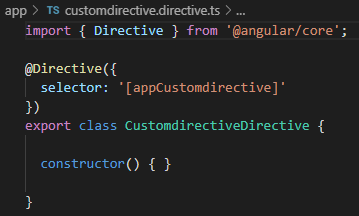 app > TS customdirective.directive.ts > ...
import { Directive } from '@angular/core';
@Directive({
  selector: '[appCustomdirective]'
})
export class CustomdirectiveDirective {
  constructor() { }
}